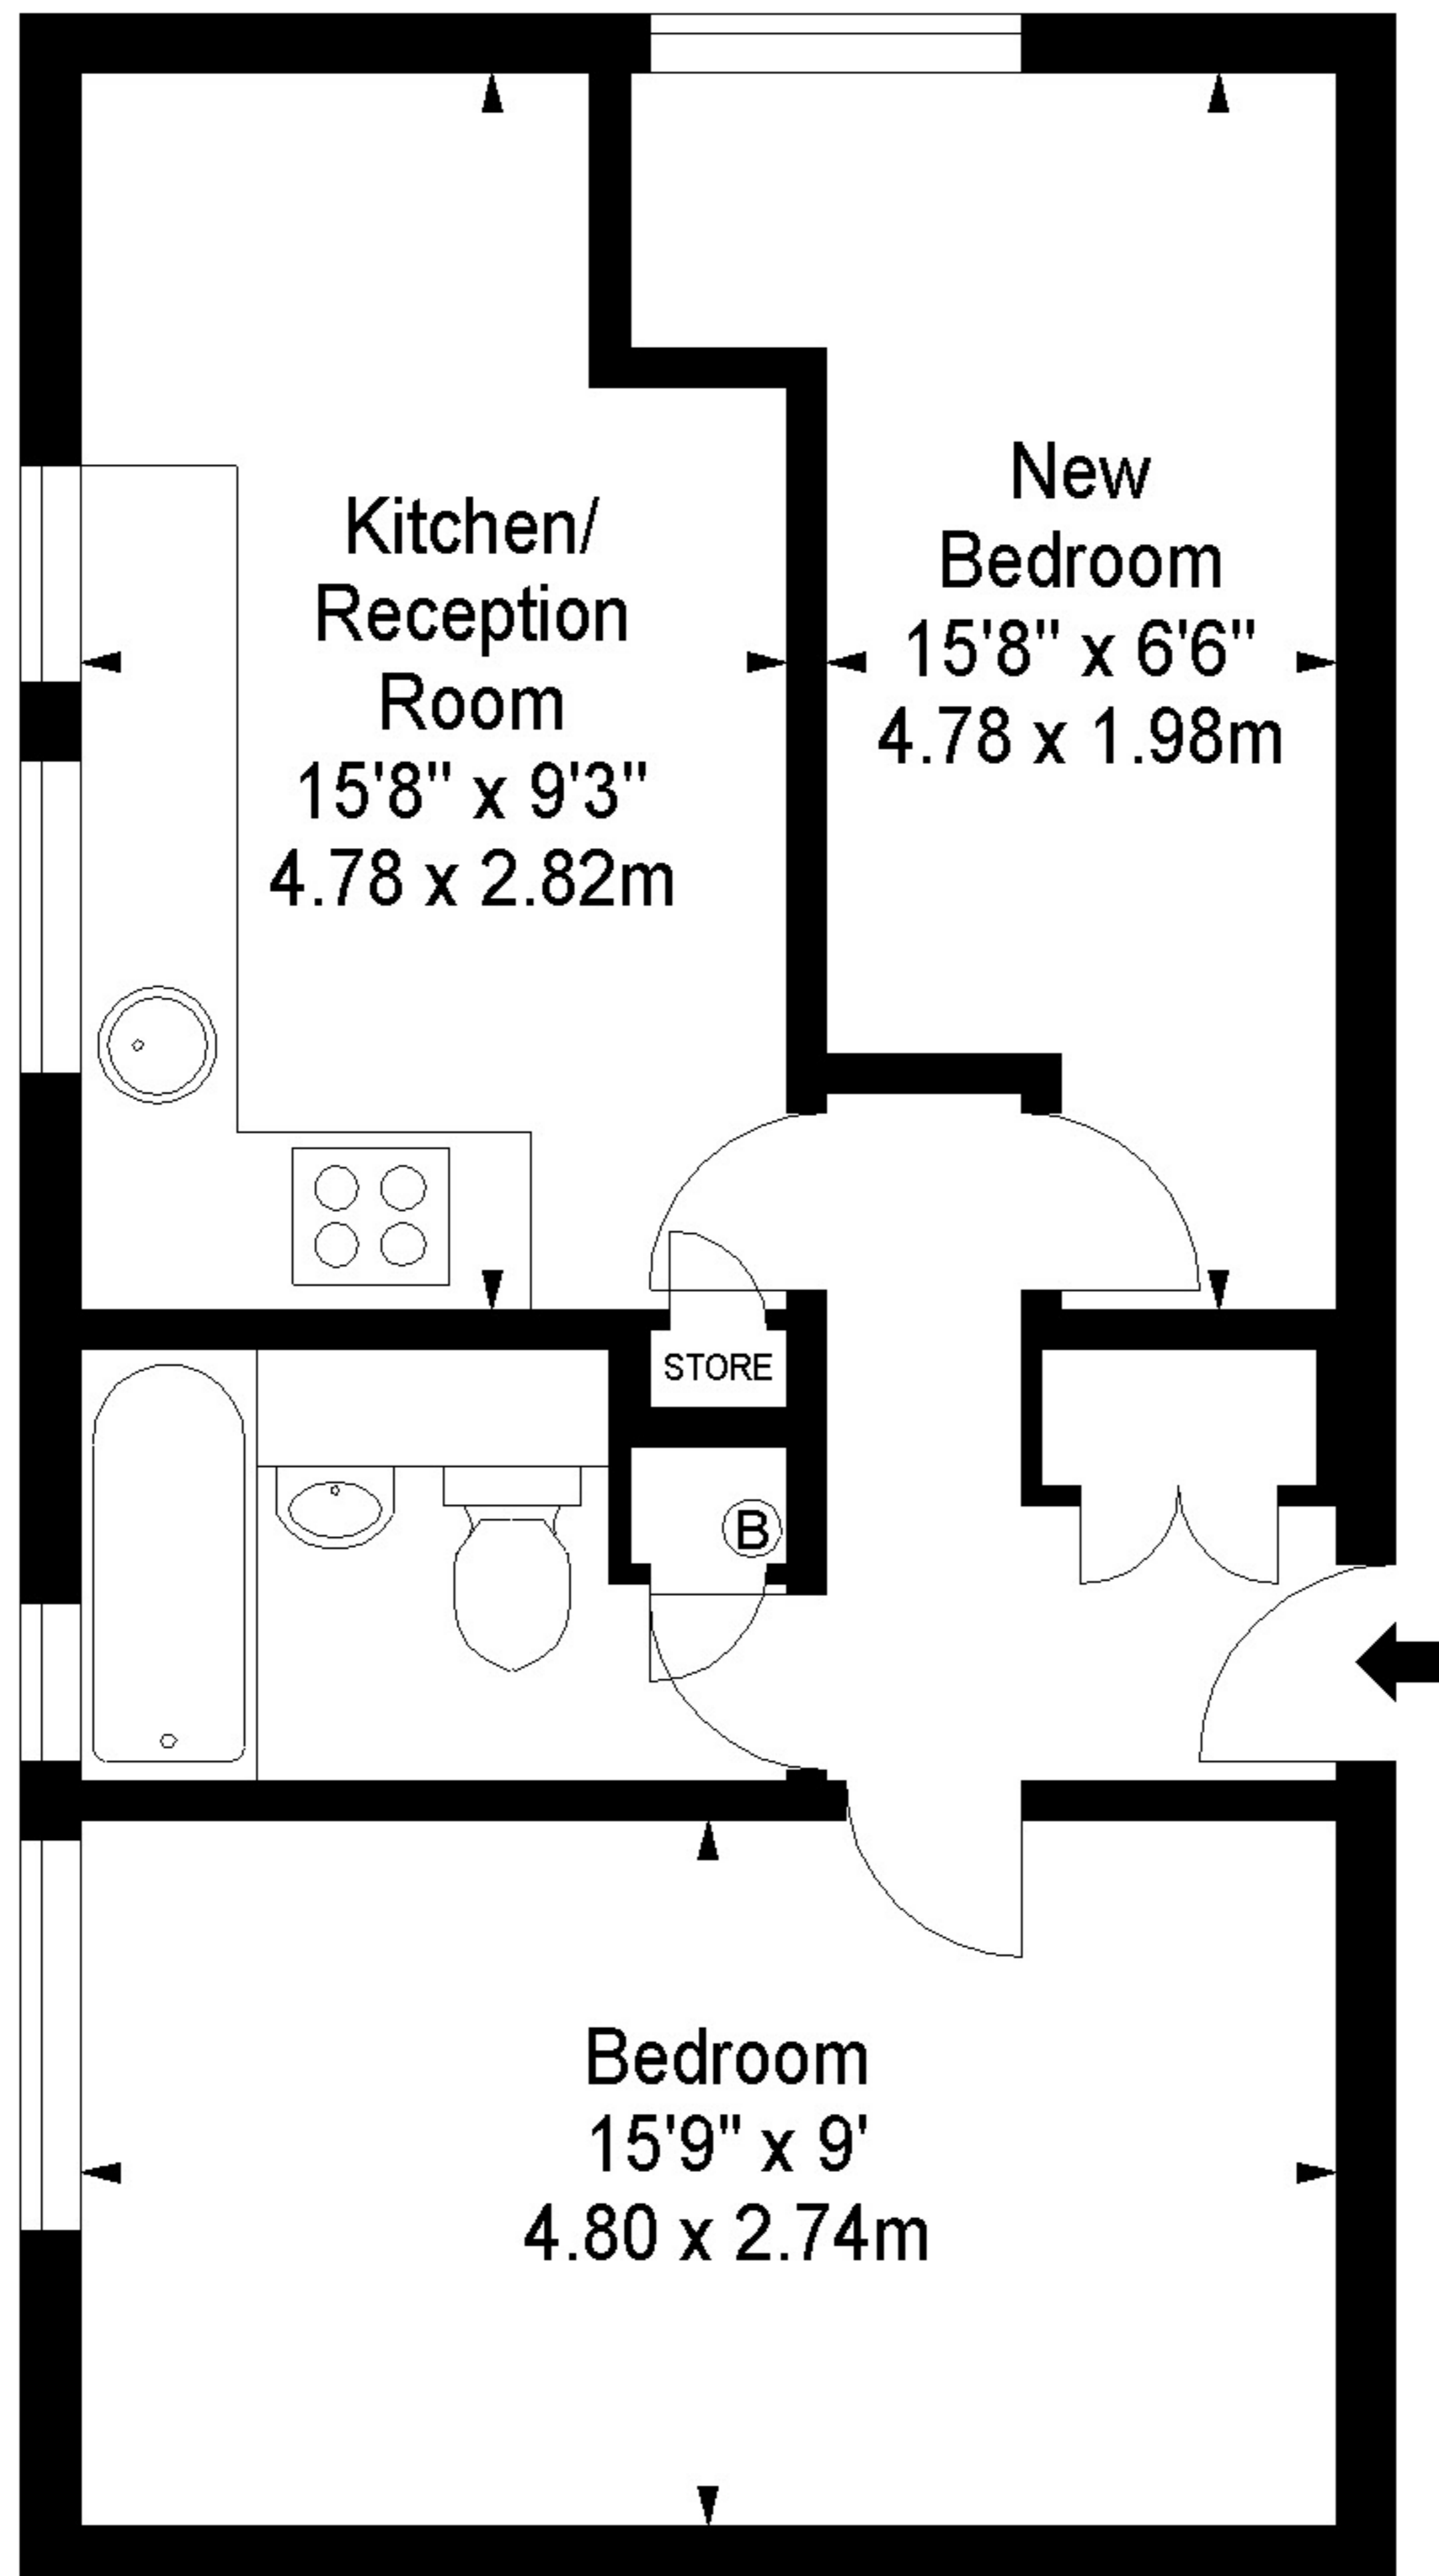 Kitchen/
Reception
Room
15'8" x 9'3"
4.78 x 2.82m
New
Bedroom
15'8" x 6'6"
4.78 x 1.98m
STORE
B
Bedroom
15'9" x 9'
4.80 x 2.74m